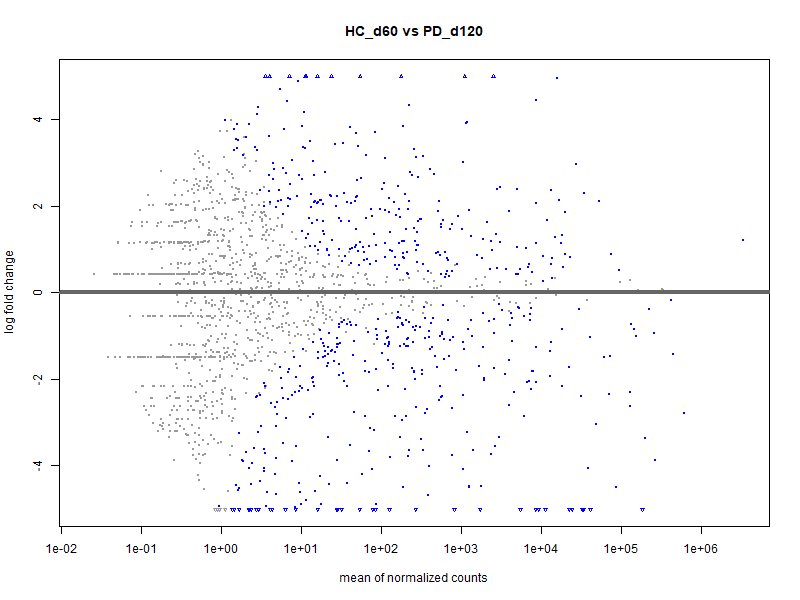 HC_d60 vs PD_d120
log fold change
4
2
0
-2
-4
1e-02 1e-01 1e+00 1e+01 1e+02 1e+03 1e+04 1e+05 1e+06
mean of normalized counts